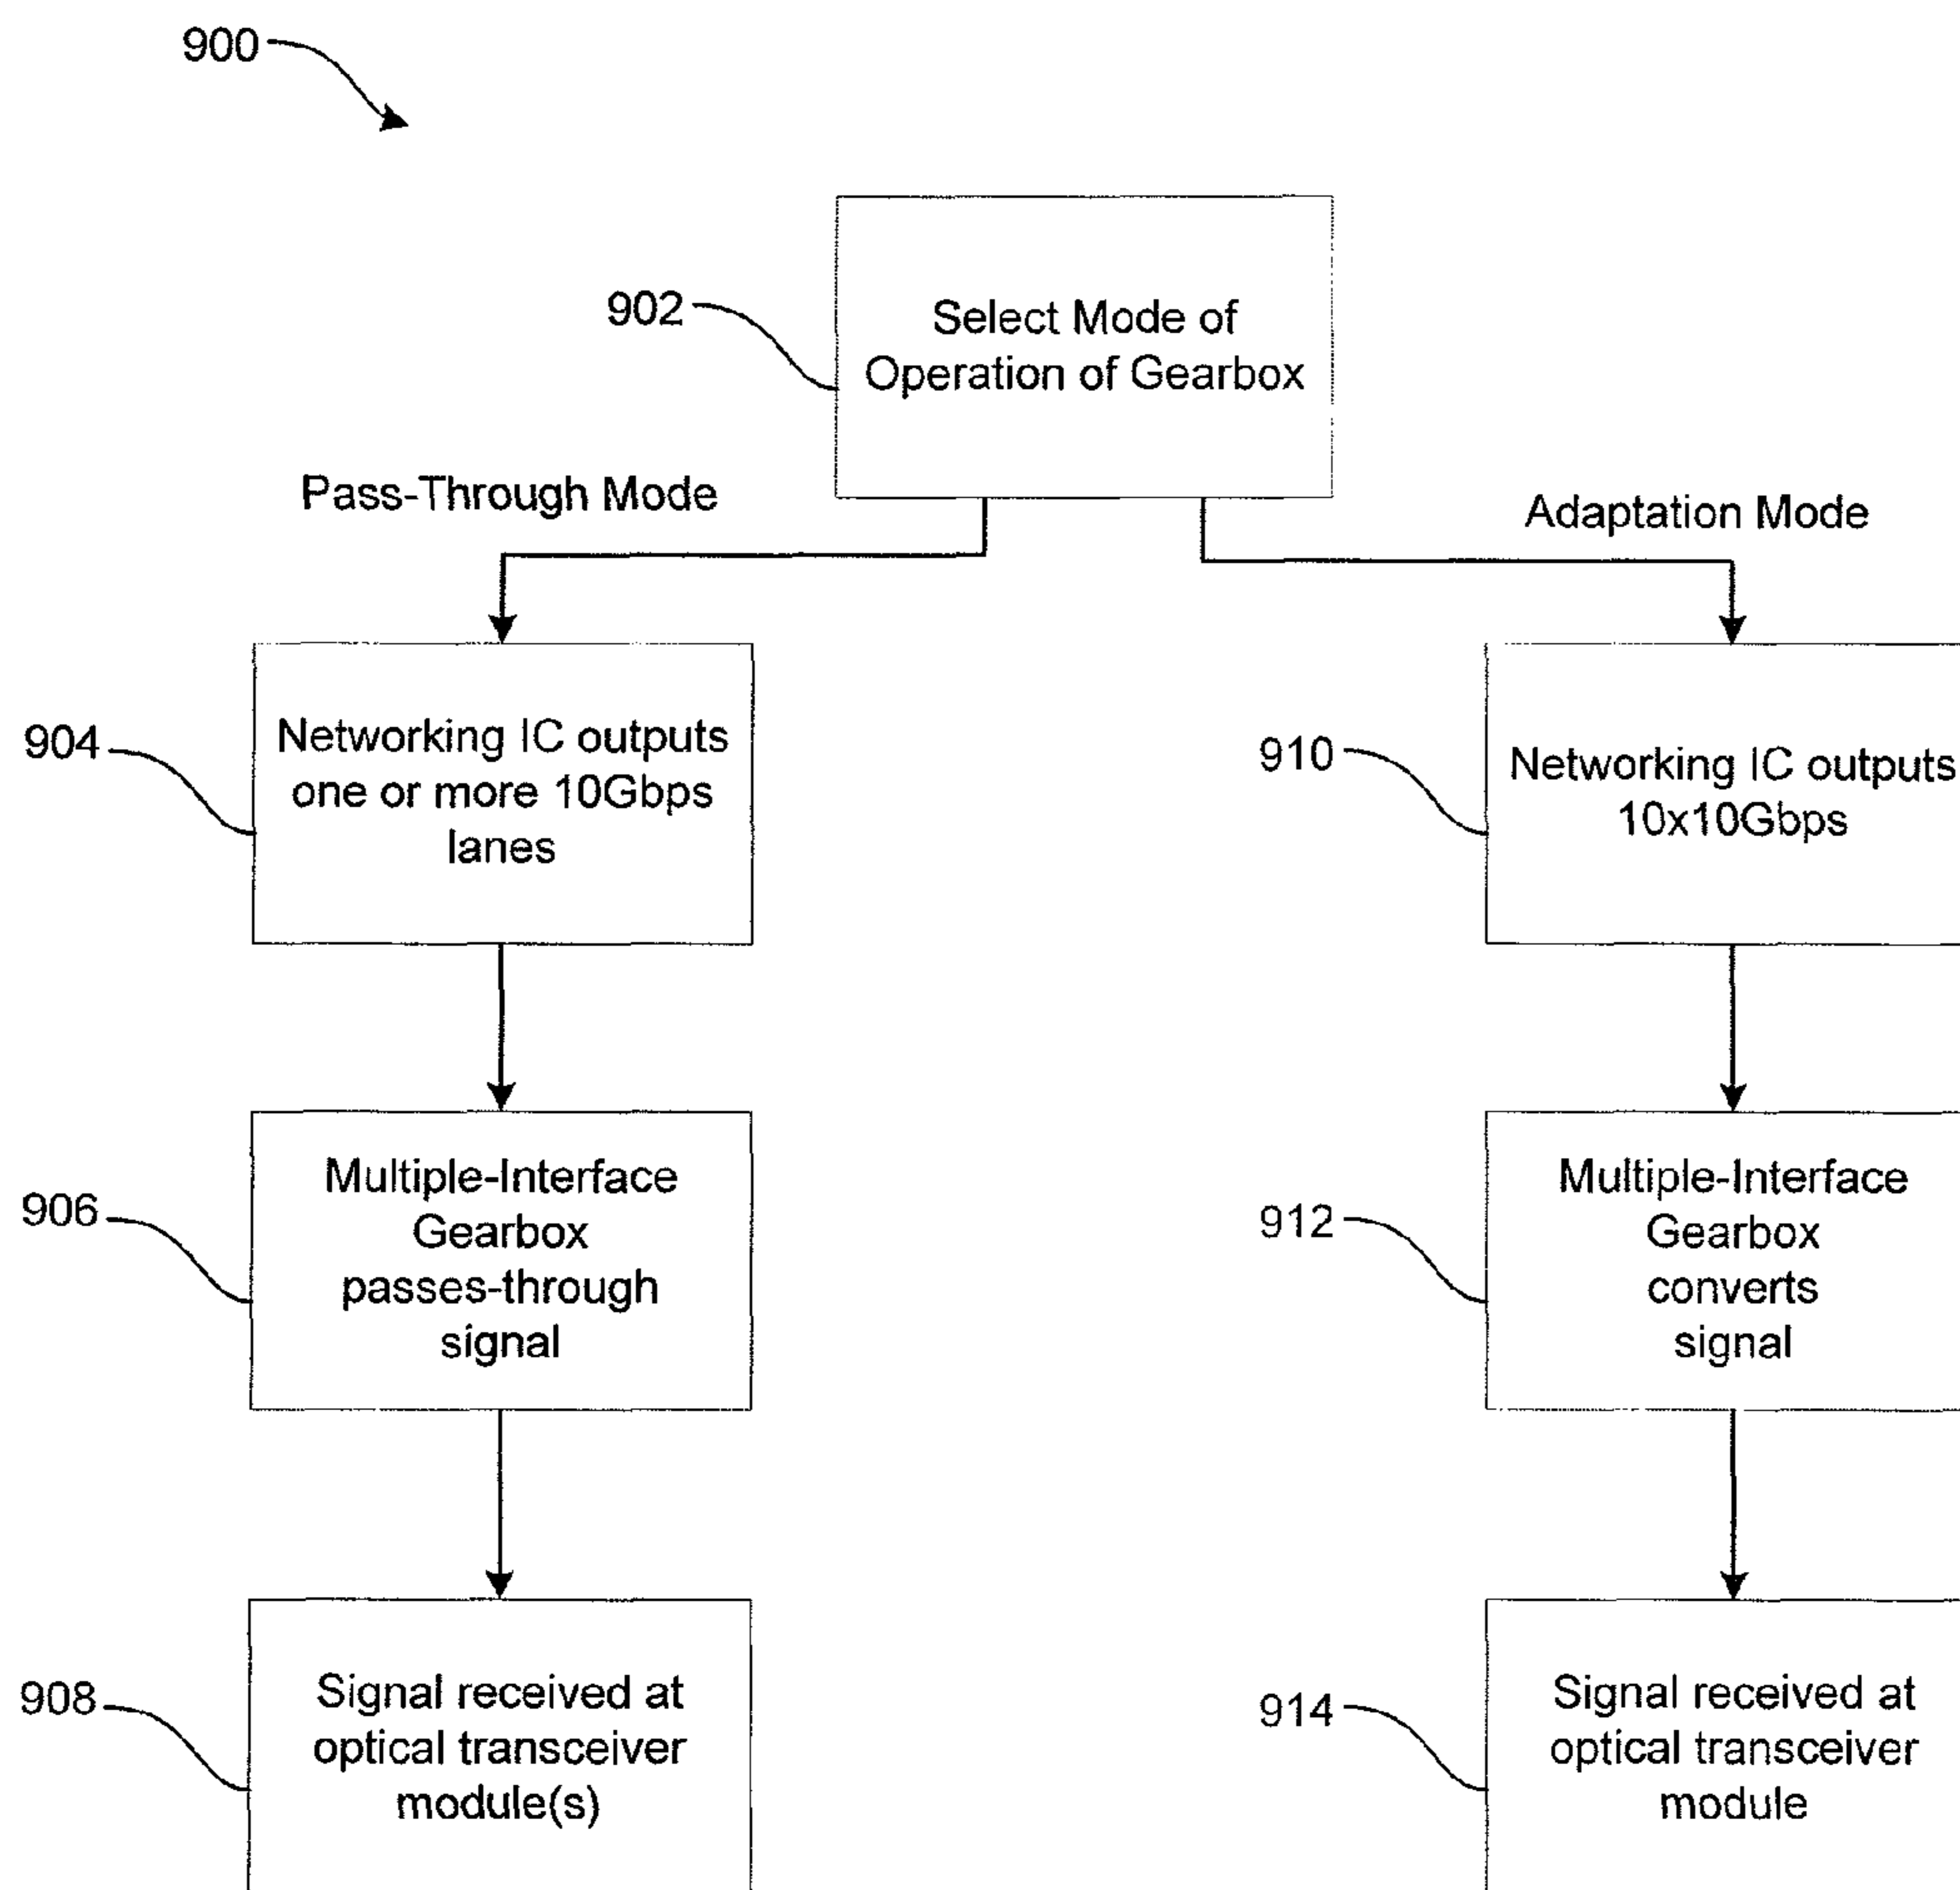 900
902
Select Mode of
Operation of Gearbox
Pass-Through Mode
Adaptation Mode
904
Networking IC outputs
one or more 10Gbps
lanes
910
Networking IC outputs
10x10Gbps
906
Multiple-Interface
Gearbox
passes-through
signal
912
Multiple-Interface
Gearbox
converts
signal
908
Signal received at
optical transceiver
module(s)
914
Signal received at
optical transceiver
module